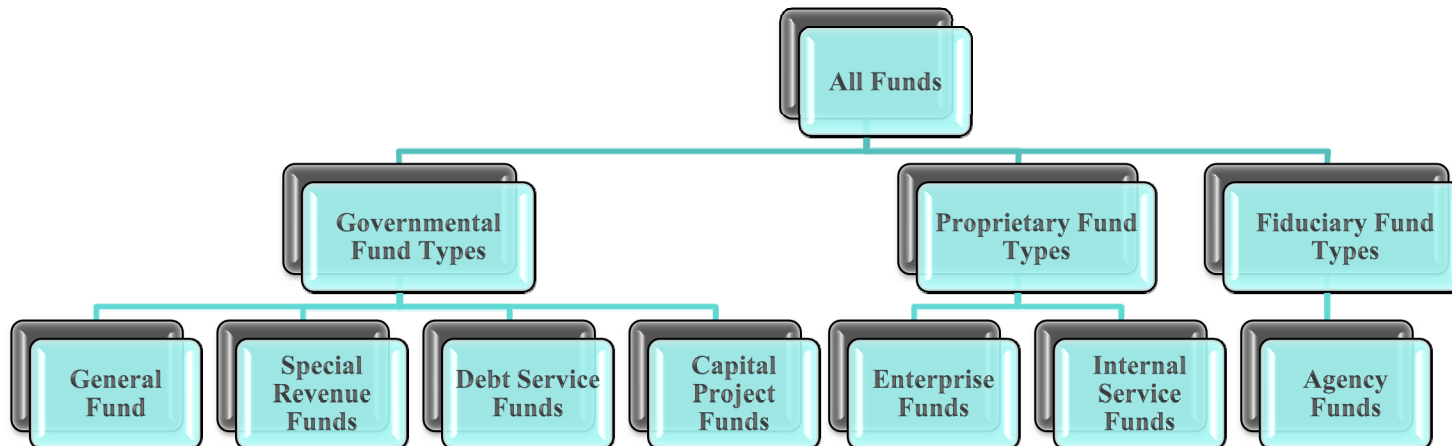 All Funds
Governmental
Fund Types
Proprietary Fund
Types
Fiduciary Fund
Types
General
Fund
Special
Revenue
Funds
Debt Service
Funds
Capital
Project
Funds
Enterprise
Funds
Internal
Service
Funds
Agency
Funds